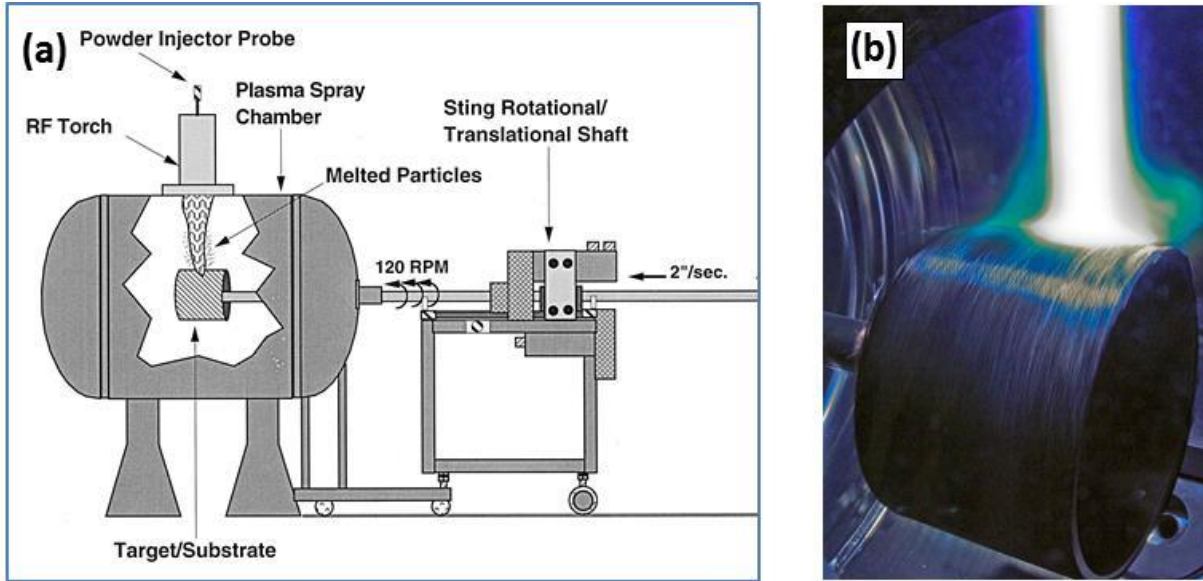 (a)
Powder Injector Probe
Plasma Spray
Chamber
RF Torch
Melted Particles
Sting Rotational/
Translational Shaft
120 RPM
2"/sec.
Target/Substrate
(b)